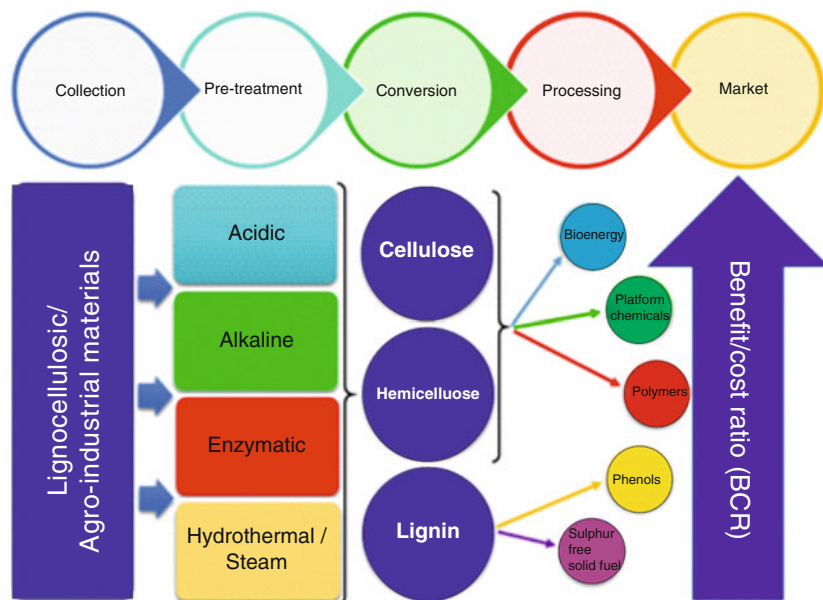 Collection
Pre-treatment
Conversion
Processing
Market
Lignocellulosic/
Agro-industrial materials
Acidic
Alkaline
Enzymatic
Hydrothermal /
Steam
Cellulose
Hemicelluose
Lignin
Bioenergy
Platform
chemicals
Polymers
Phenols
Sulphur
free
solid fuel
Benefit/cost ratio (BCR)